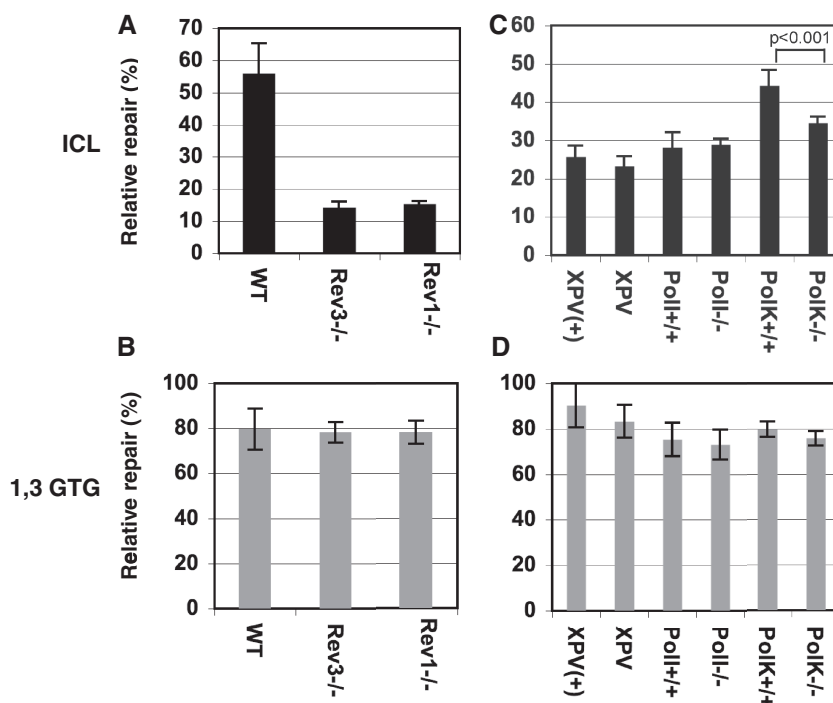 A
ICL
Relative repair (%)
70
60
50
40
30
20
10
0
WT
Rev3-/-
Rev1-/-
C
60
50
40
30
20
10
0
p<0.001
XPV(+)
XPV
PolI+/+
PolI-/-
PolK+/+
PolK-/-
B
1,3 GTG
Relative repair (%)
100
80
60
40
20
0
WT
Rev3-/-
Rev1-/-
D
100
80
60
40
20
0
XPV(+)
XPV
PolI+/+
PolI-/-
PolK+/+
PolK-/-